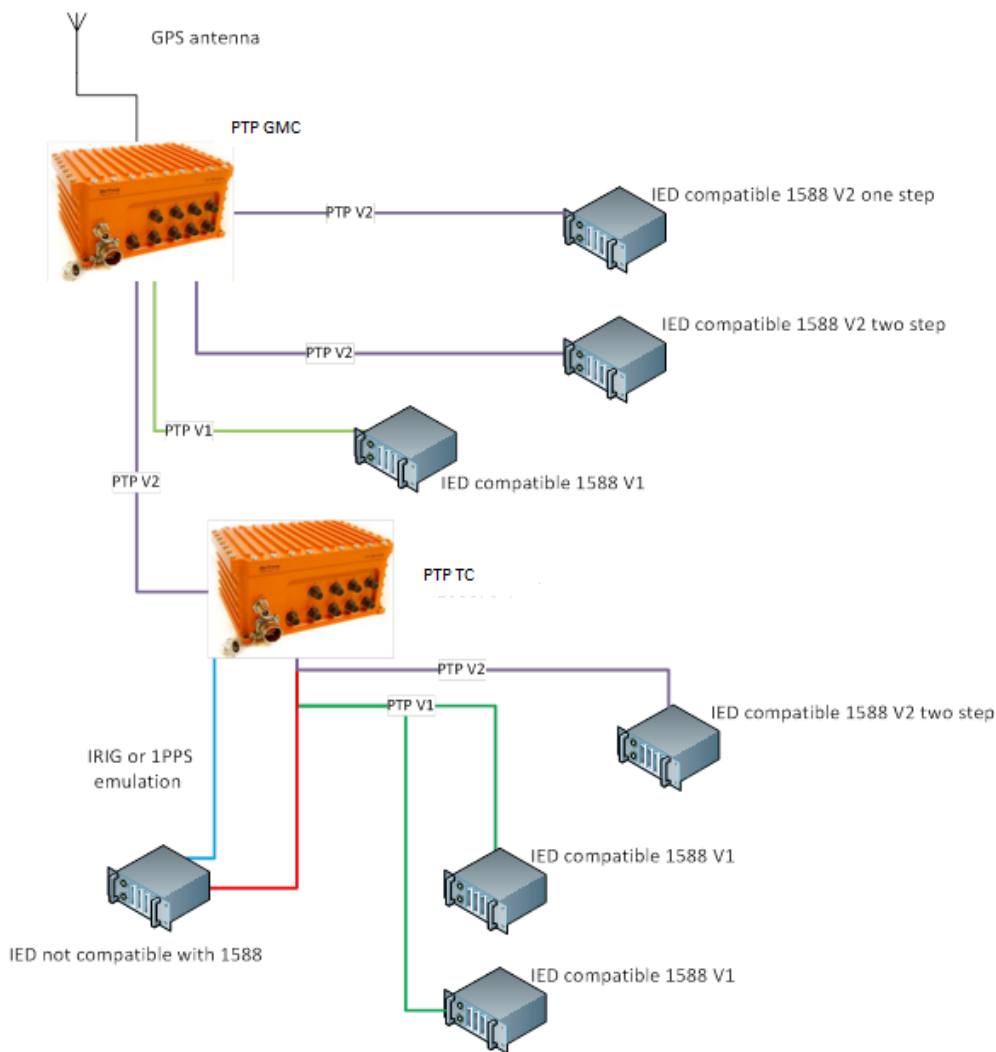 GPS antenna
PTP GMC
PTP V2
IED compatible 1588 V2 one step
IED compatible 1588 V2 two step
PTP V2
PTP V1
IED compatible 1588 V1
PTP V2
PTP TC
PTP V2
PTP V1
IED compatible 1588 V2 two step
IRIG or 1PPS
emulation
IED compatible 1588 V1
IED not compatible with 1588
IED compatible 1588 V1